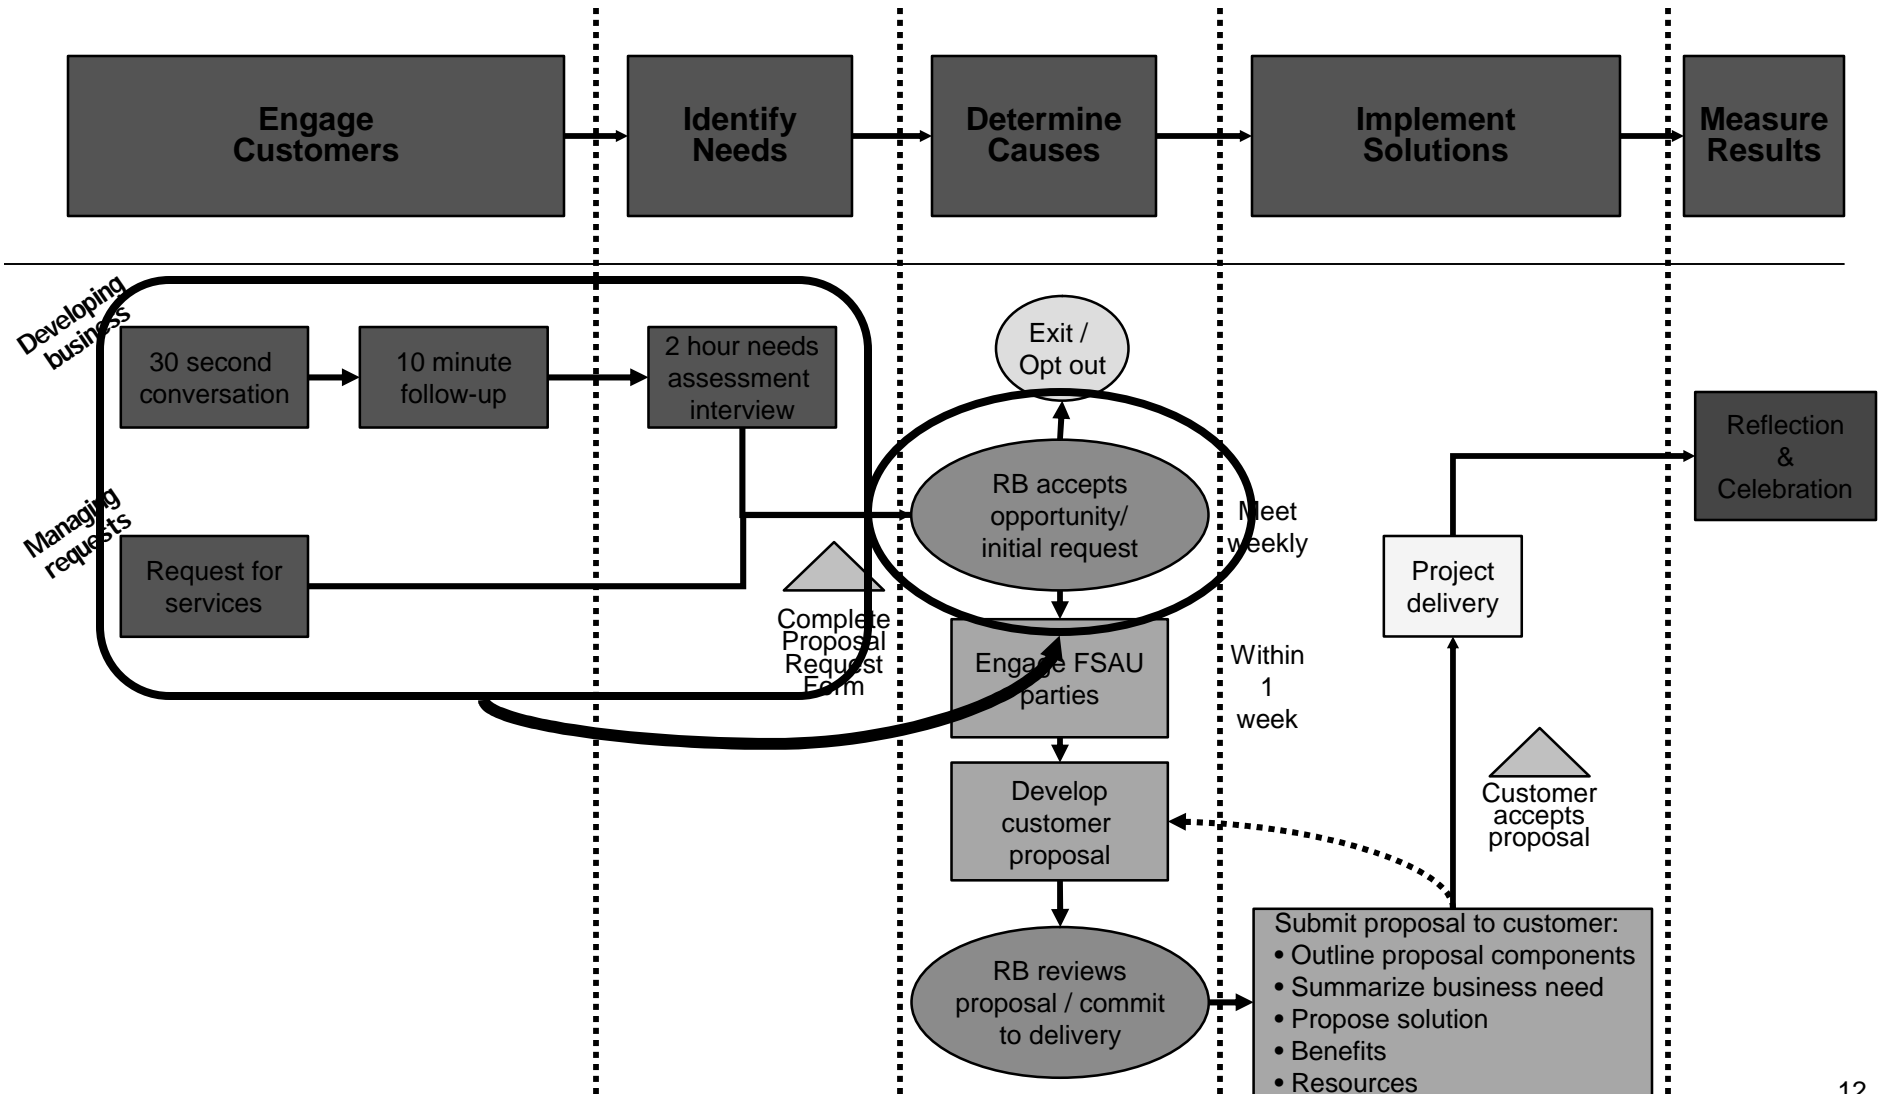 Engage
Customers
Identify
Needs
Determine
Causes
Implement
Solutions
Measure
Results
Developing
business
30 second
conversation
10 minute
follow-up
2 hour needs
assessment
interview
Exit /
Opt out
Reflection
&
Celebration
RB accepts
opportunity/
initial request
Meet
weekly
Managing
requests
Request for
services
Complete
Proposal
Request
Form
Project
delivery
Engage FSAU
parties
Within
1
week
Develop
customer
proposal
Customer
accepts
proposal
RB reviews
proposal / commit
to delivery
Submit proposal to customer:
• Outline proposal components
• Summarize business need
• Propose solution
• Benefits
• Resources
12